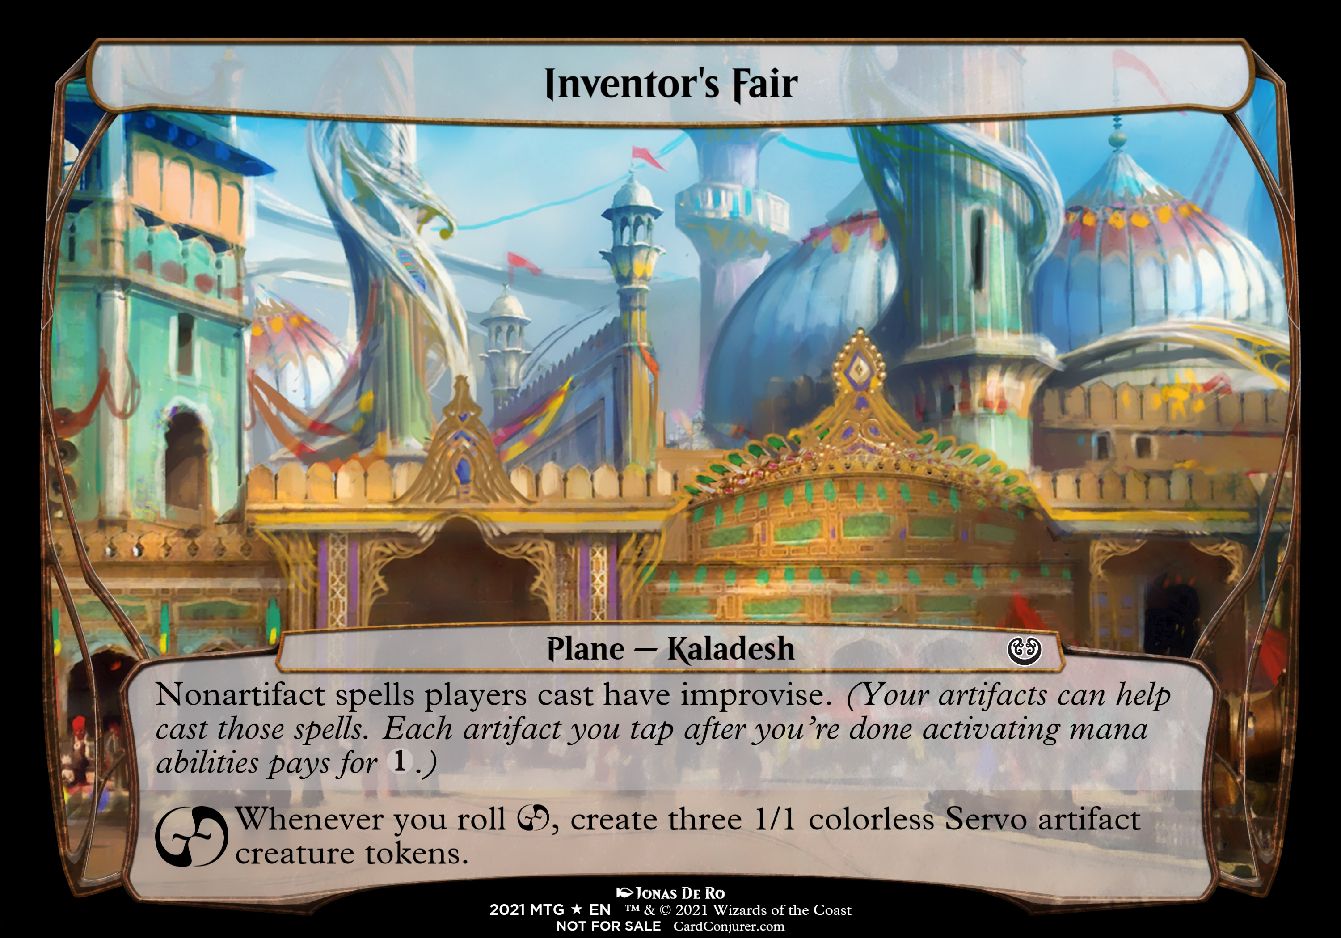 Inventor's Fair
Plane — Kaladesh
Nonartifact spells players cast have improvise. (Your artifacts can help
cast those spells. Each artifact you tap after you're done activating mana
abilities pays for 1.)
Whenever you roll , create three 1/1 colorless Servo artifact
creature tokens.
Jonas De Ro
2021 MTG ★ EN ™ & © 2021 Wizards of the Coast
NOT FOR SALE CardConjurer.com